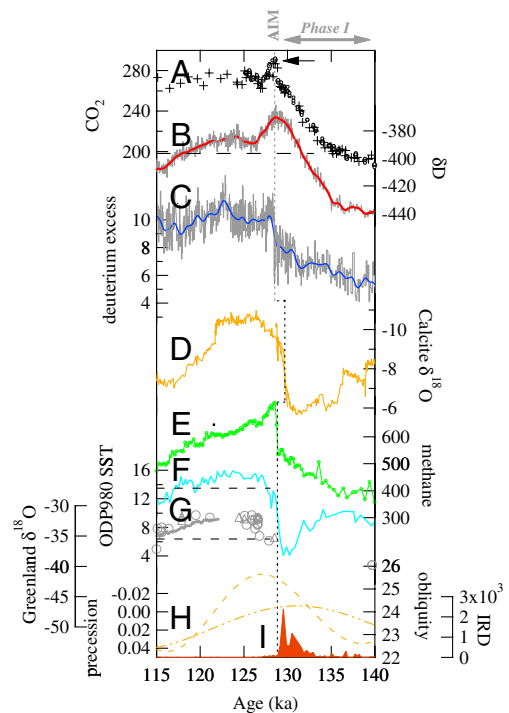 AIM
Phase I
A
280
240
200
CO2
B
-380
-400
-420
-440
δD
C
10
8
6
4
deuterium excess
D
-10
-8
-6
Calcite δ18O
E
600
500
400
300
methane
F
16
12
8
4
ODP980 SST
G
-30
-35
-40
-45
-50
Greenland δ18O
H
-0.02
0.00
0.02
0.04
precession
I
26
25
24
23
22
obliquity
3x10³
2
1
0
IRD
115 120 125 130 135 140
Age (ka)